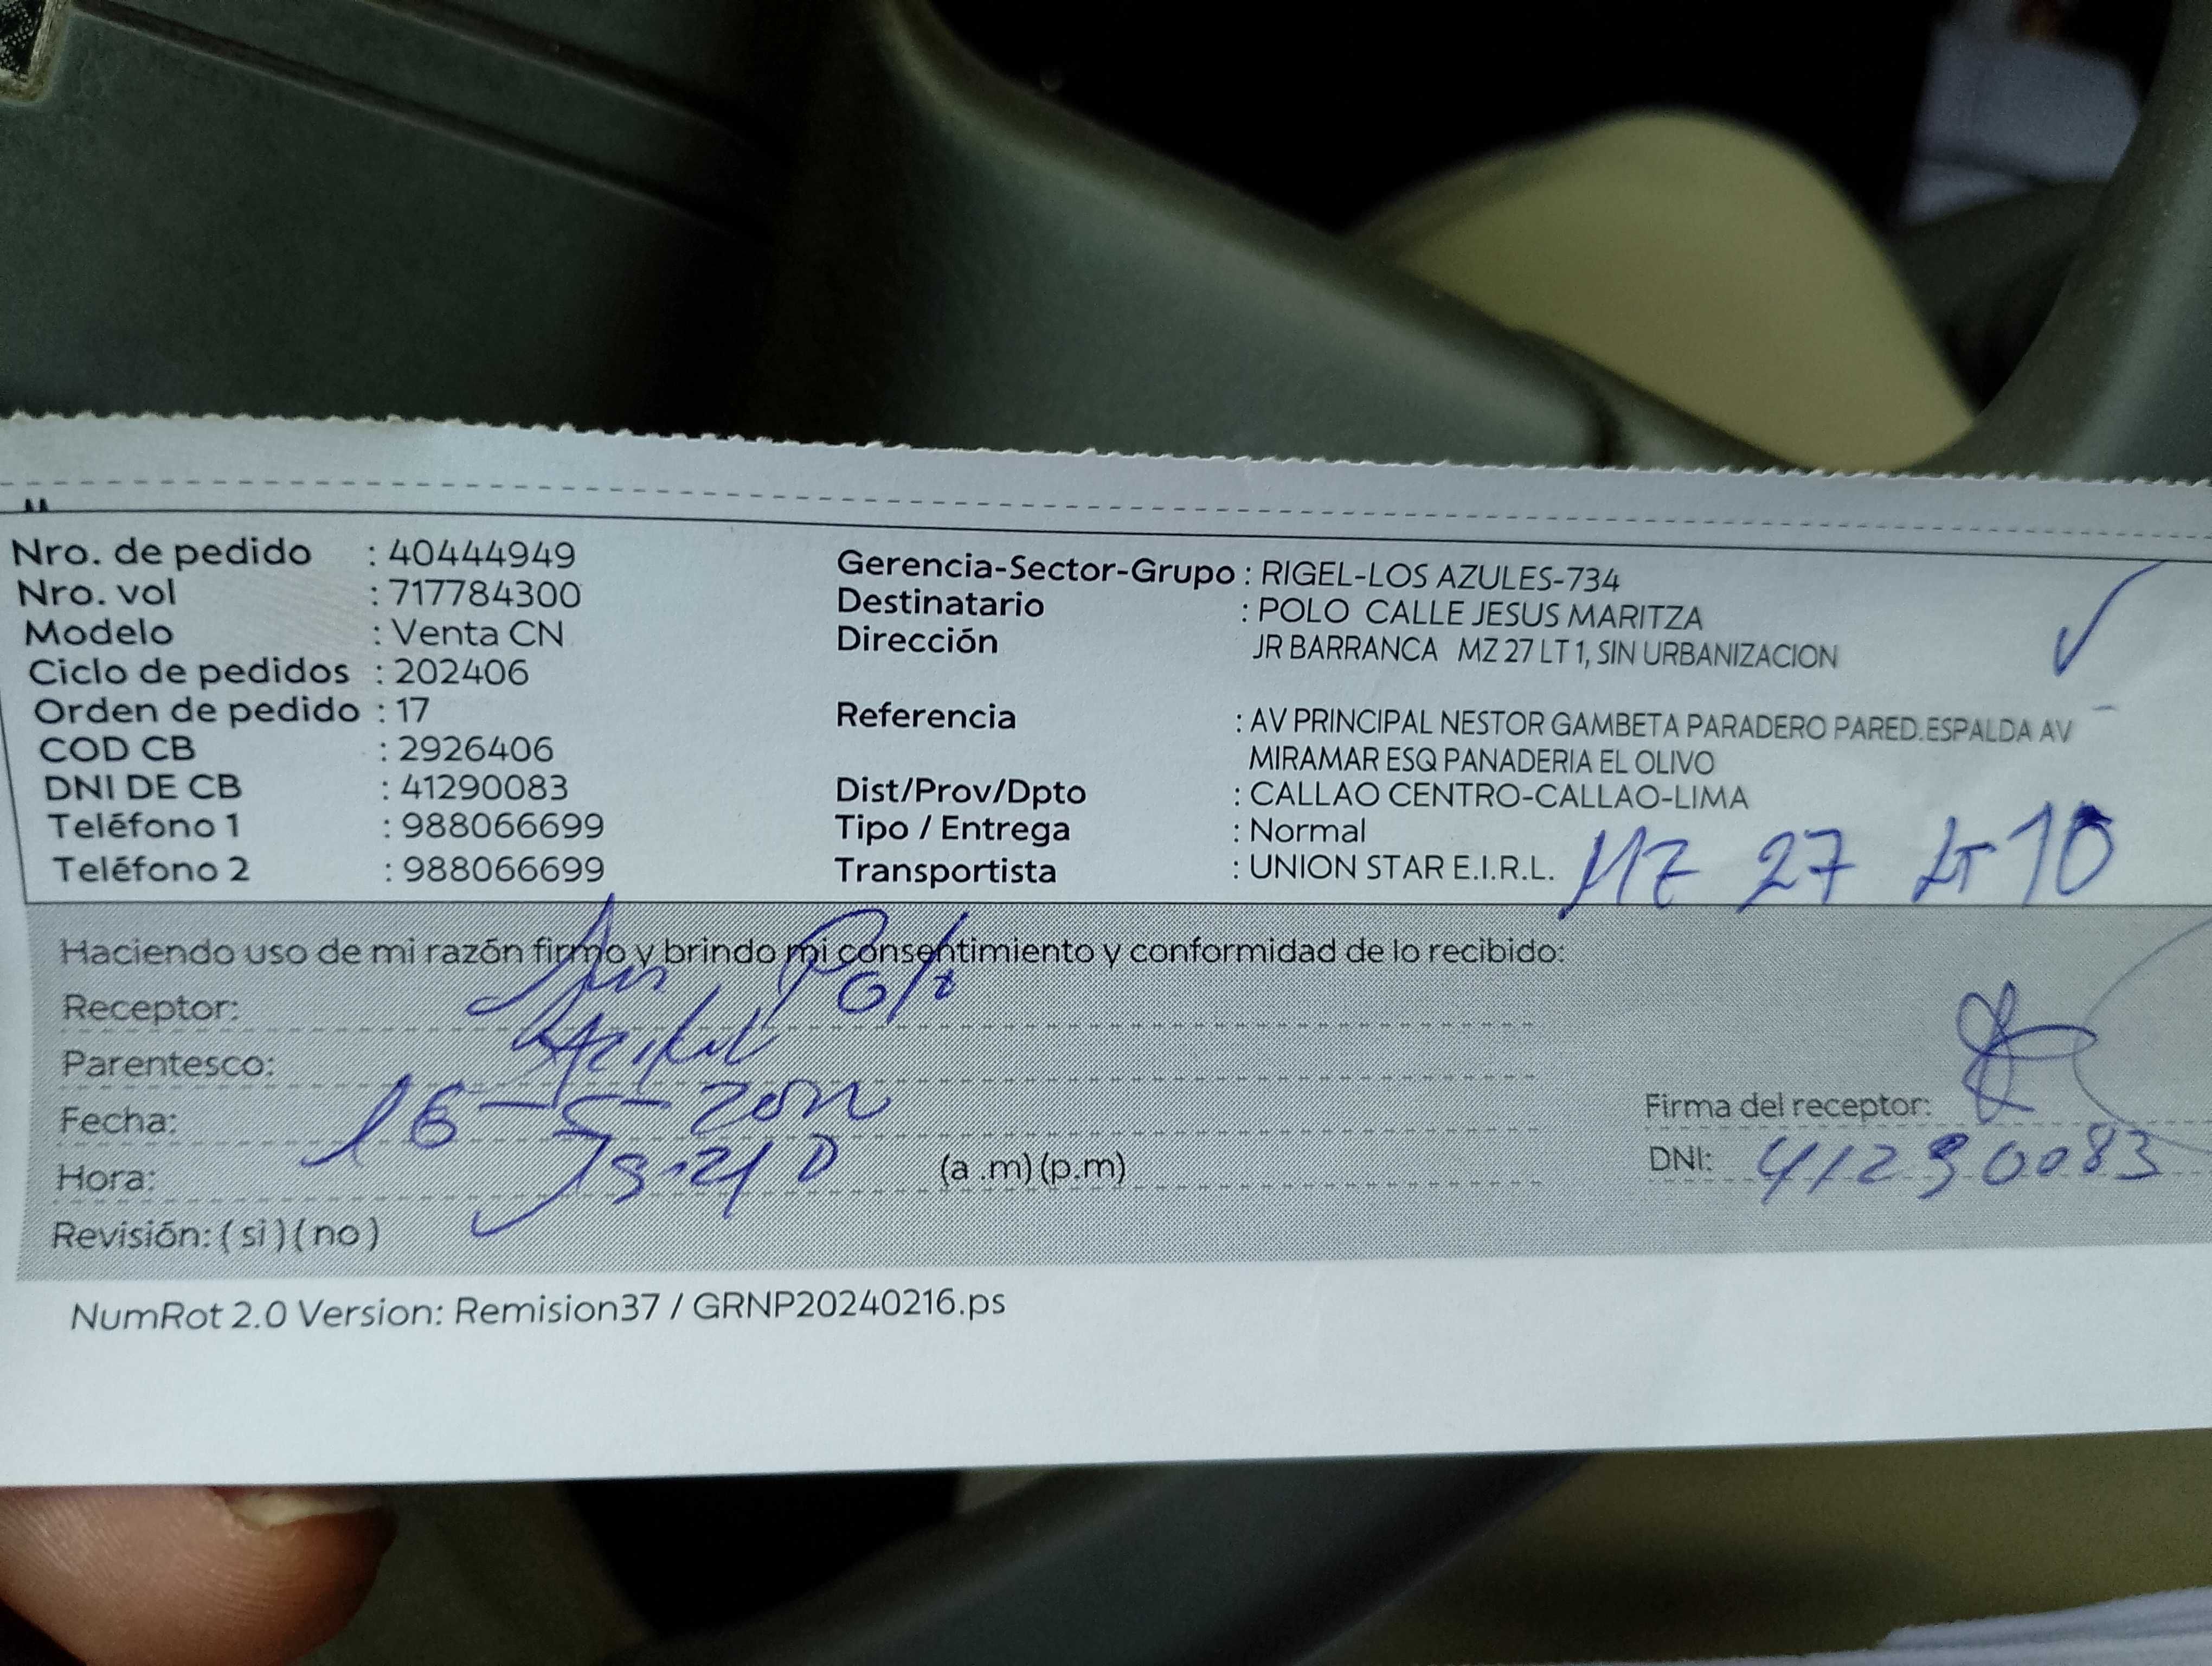 Nro. de pedido : 40444949
Nro. vol : 717784300
Modelo : Venta CN
Ciclo de pedidos : 202406
Orden de pedido : 17
COD CB : 2926406
DNI DE CB : 41290083
Teléfono 1 : 988066699
Teléfono 2 : 988066699
Gerencia-Sector-Grupo : RIGEL-LOS AZULES-734
Destinatario : POLO CALLE JESUS MARITZA
Dirección JR BARRANCA MZ 27 LT 1, SIN URBANIZACION
Referencia : AV PRINCIPAL NESTOR GAMBETA PARADERO PARED.ESPALDA AV
MIRAMAR ESQ PANADERIA EL OLIVO
Dist/Prov/Dpto : CALLAO CENTRO-CALLAO-LIMA
Tipo / Entrega : Normal
Transportista : UNION STAR E.I.R.L.
MZ 27 LT 10
Haciendo uso de mi razón firmo y brindo mi consentimiento y conformidad de lo recibido:
Receptor: Polo
Parentesco:
Fecha: 16-5-
Hora: (a .m) (p.m)
Revisión: ( si ) ( no )
Firma del receptor:
DNI: 41290083
NumRot 2.0 Version: Remision37 / GRNP20240216.ps